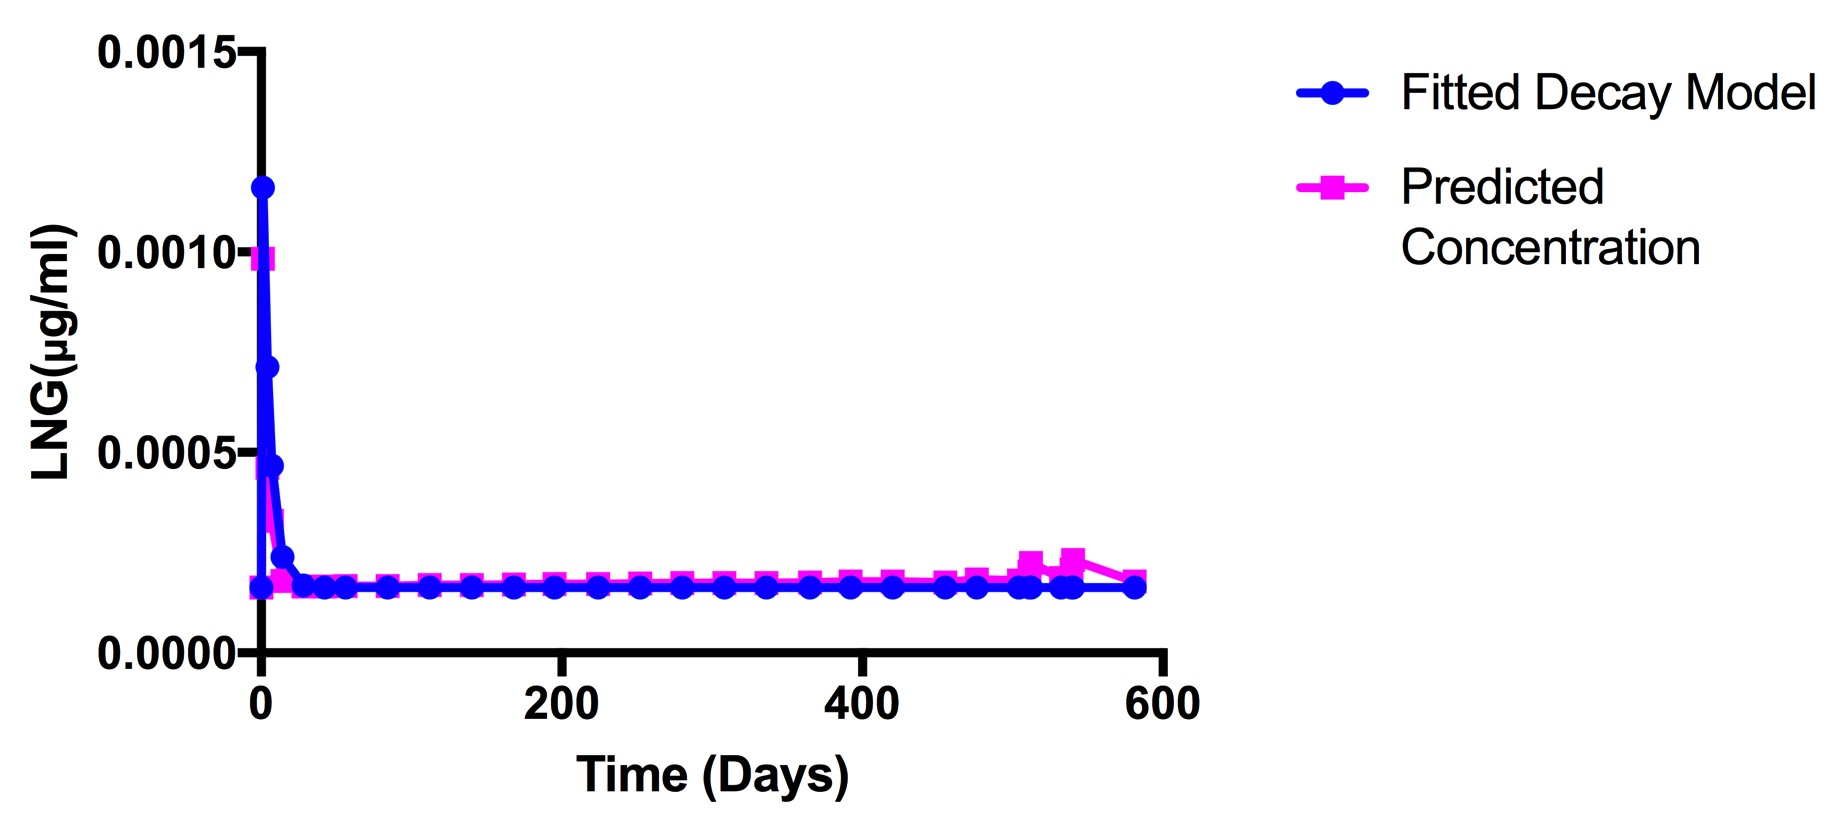 0.0015
0.0010
0.0005
0.0000
LNG(µg/ml)
0 200 400 600
Time (Days)
Fitted Decay Model
Predicted
Concentration